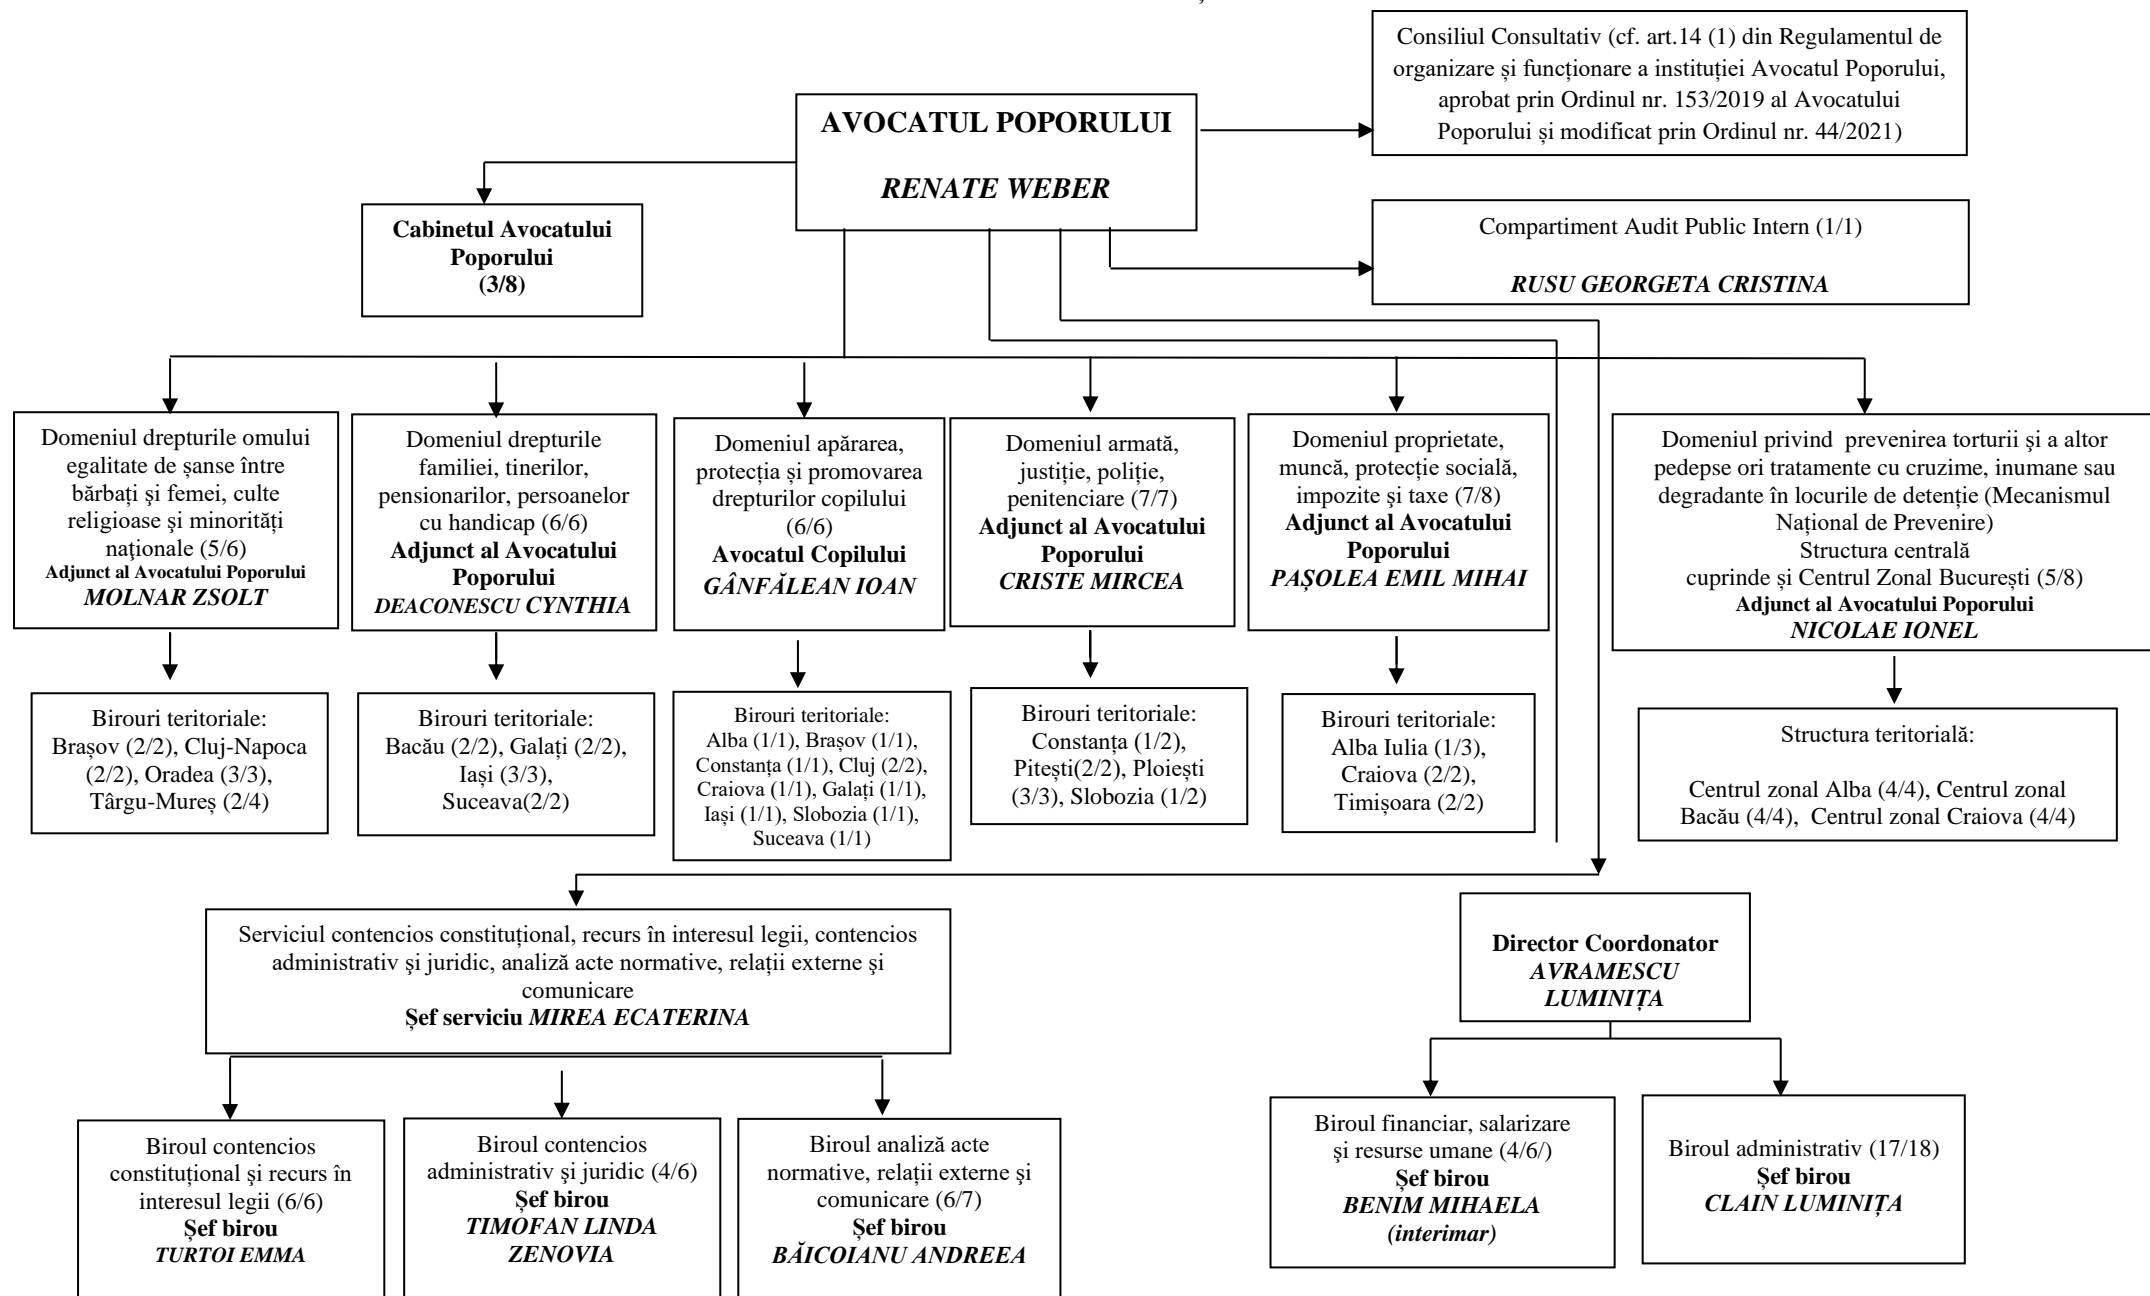 Consiliul Consultativ (cf. art.14 (1) din Regulamentul de
organizare și funcționare a instituției Avocatul Poporului,
aprobat prin Ordinul nr. 153/2019 al Avocatului
Poporului și modificat prin Ordinul nr. 44/2021)
AVOCATUL POPORULUI
RENATE WEBER
Cabinetul Avocatului
Poporului
(3/8)
Compartiment Audit Public Intern (1/1)
RUSU GEORGETA CRISTINA
Domeniul drepturile omului
egalitate de șanse între
bărbați şi femei, culte
religioase şi minorități
naţionale (5/6)
Adjunct al Avocatului Poporului
MOLNAR ZSOLT
Domeniul drepturile
familiei, tinerilor,
pensionarilor, persoanelor
cu handicap (6/6)
Adjunct al Avocatului
Poporului
DEACONESCU CYNTHIA
Domeniul apărarea,
protecția și promovarea
drepturilor copilului
(6/6)
Avocatul Copilului
GÂNFĂLEAN IOAN
Domeniul armată,
justiție, poliție,
penitenciare (7/7)
Adjunct al Avocatului
Poporului
CRISTE MIRCEA
Domeniul proprietate,
muncă, protecție socială,
impozite şi taxe (7/8)
Adjunct al Avocatului
Poporului
PAȘOLEA EMIL MIHAI
Domeniul privind prevenirea torturii şi a altor
pedepse ori tratamente cu cruzime, inumane sau
degradante în locurile de detenție (Mecanismul
Național de Prevenire)
Structura centrală
cuprinde și Centrul Zonal București (5/8)
Adjunct al Avocatului Poporului
NICOLAE IONEL
Birouri teritoriale:
Brașov (2/2), Cluj-Napoca
(2/2), Oradea (3/3),
Târgu-Mureș (2/4)
Birouri teritoriale:
Bacău (2/2), Galați (2/2),
Iași (3/3),
Suceava(2/2)
Birouri teritoriale:
Alba (1/1), Brașov (1/1),
Constanța (1/1), Cluj (2/2),
Craiova (1/1), Galați (1/1),
Iași (1/1), Slobozia (1/1),
Suceava (1/1)
Birouri teritoriale:
Constanța (1/2),
Pitești(2/2), Ploiești
(3/3), Slobozia (1/2)
Birouri teritoriale:
Alba Iulia (1/3),
Craiova (2/2),
Timișoara (2/2)
Structura teritorială:
Centrul zonal Alba (4/4), Centrul zonal
Bacău (4/4), Centrul zonal Craiova (4/4)
Serviciul contencios constituțional, recurs în interesul legii, contencios
administrativ şi juridic, analiză acte normative, relații externe şi
comunicare
Șef serviciu MIREA ECATERINA
Director Coordonator
AVRAMESCU
LUMINIȚA
Biroul contencios
constituțional şi recurs în
interesul legii (6/6)
Șef birou
TURTOI EMMA
Biroul contencios
administrativ şi juridic (4/6)
Șef birou
TIMOFAN LINDA
ZENOVIA
Biroul analiză acte
normative, relații externe şi
comunicare (6/7)
Șef birou
BĂICOIANU ANDREEA
Biroul financiar, salarizare
şi resurse umane (4/6/)
Șef birou
BENIM MIHAELA
(interimar)
Biroul administrativ (17/18)
Șef birou
CLAIN LUMINIȚA